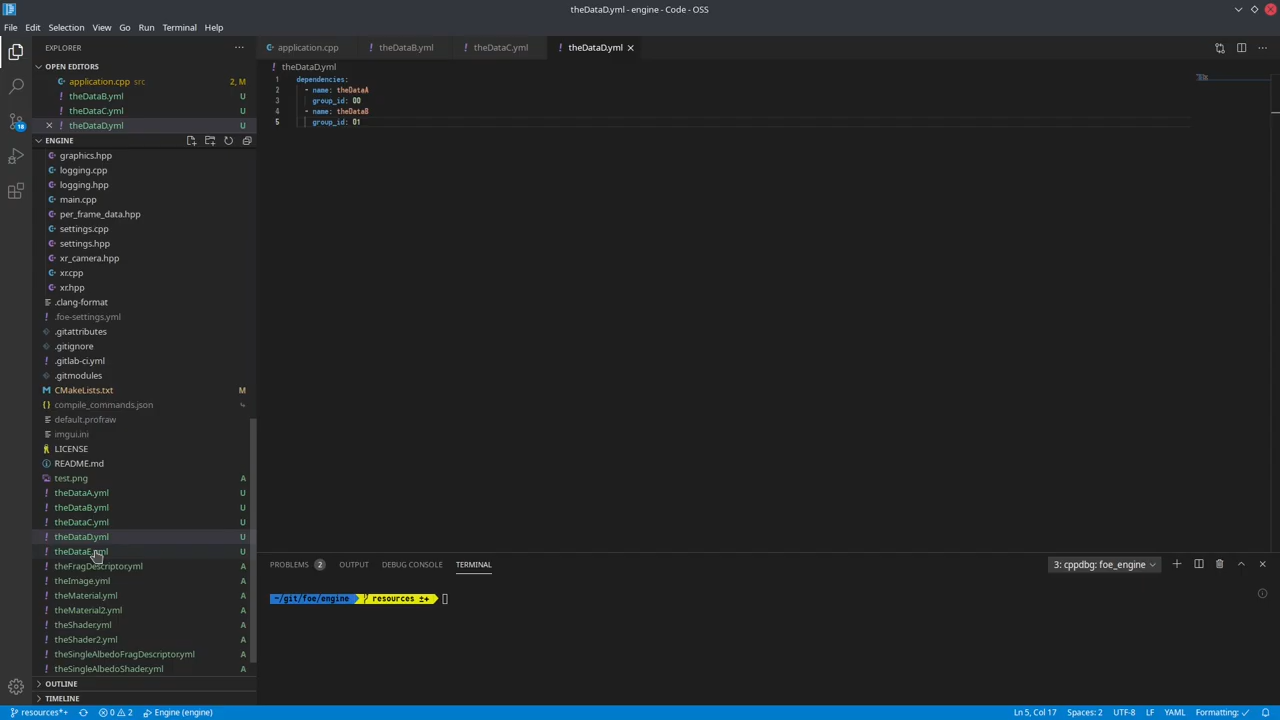 theDataD.yml - engine - Code - OSS
File Edit Selection View Go Run Terminal Help
EXPLORER
OPEN EDITORS
application.cpp src 2, M
theDataB.yml U
theDataC.yml U
theDataD.yml U
ENGINE
graphics.hpp
logging.cpp
logging.hpp
main.cpp
per_frame_data.hpp
settings.cpp
settings.hpp
xr_camera.hpp
xr.cpp
xr.hpp
.clang-format
.foe-settings.yml
.gitattributes
.gitignore
.gitlab-ci.yml
.gitmodules
CMakeLists.txt M
compile_commands.json
default.profraw
imgui.ini
LICENSE
README.md
test.png A
theDataA.yml U
theDataB.yml U
theDataC.yml U
theDataD.yml U
theDataE.yml U
theFragDescriptor.yml A
theImage.yml A
theMaterial.yml A
theMaterial2.yml A
theShader.yml A
theShader2.yml A
theSingleAlbedoFragDescriptor.yml A
theSingleAlbedoShader.yml A
OUTLINE
TIMELINE
application.cpp theDataB.yml theDataC.yml theDataD.yml
theDataD.yml
1 dependencies:
2 - name: theDataA
3 group_id: 00
4 - name: theDataB
5 group_id: 01
PROBLEMS 2 OUTPUT DEBUG CONSOLE TERMINAL 3: cppdbg: foe_engine
~/git/foe/engine resources ±+
resources*+ 0 2 Engine (engine) Ln 5, Col 17 Spaces: 2 UTF-8 LF YAML Formatting: ✓